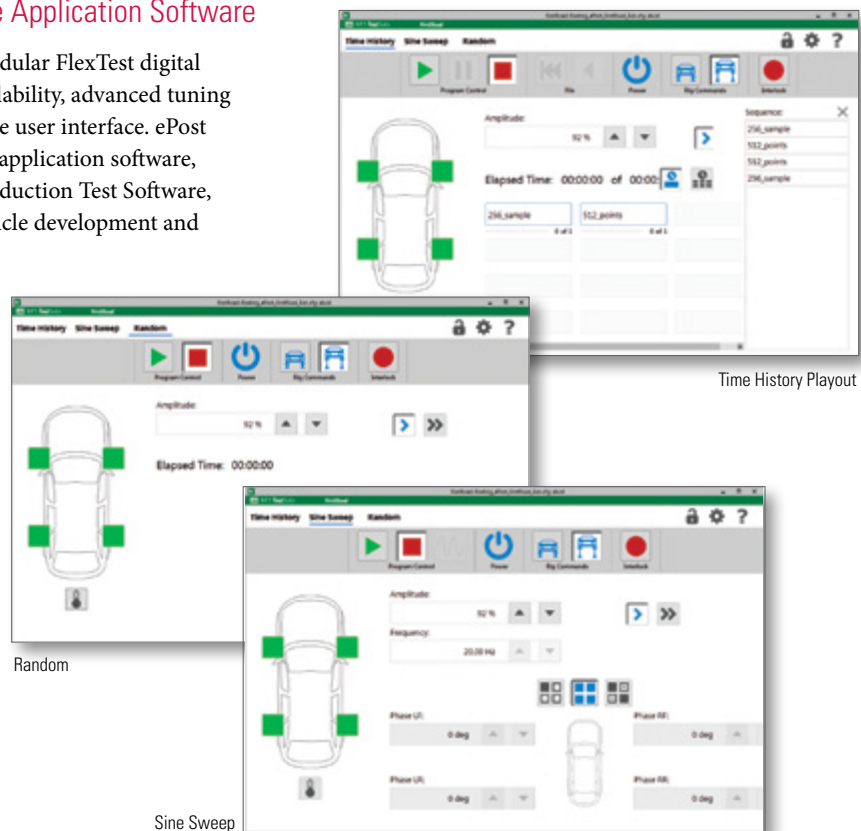 e Application Software
dular FlexTest digital
lability, advanced tuning
e user interface. ePost
application software,
duction Test Software,
icle development and
Time History Sine Sweep Random
Program Control File Power Rig Commands Interlock
Amplitude:
92 %
Elapsed Time: 00:00:00 of 00:00:
256_sample 512_points
0 of 1 0 of 1
Sequence:
256_sample
512_points
512_points
256_sample
Time History Playout
Time History Sine Sweep Random
Program Control Power Rig Commands Interlock
Amplitude:
92 %
Elapsed Time: 00:00:00
Random
Time History Sine Sweep Random
Program Control Power Rig Commands Interlock
Amplitude:
92 %
Frequency:
20.00 Hz
Phase LF: Phase RF:
0 deg 0 deg
Phase LR: Phase RR:
0 deg 0 deg
Sine Sweep